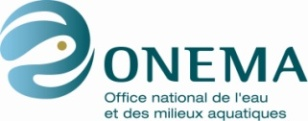 ONEMA
Office national de l'eau
et des milieux aquatiques